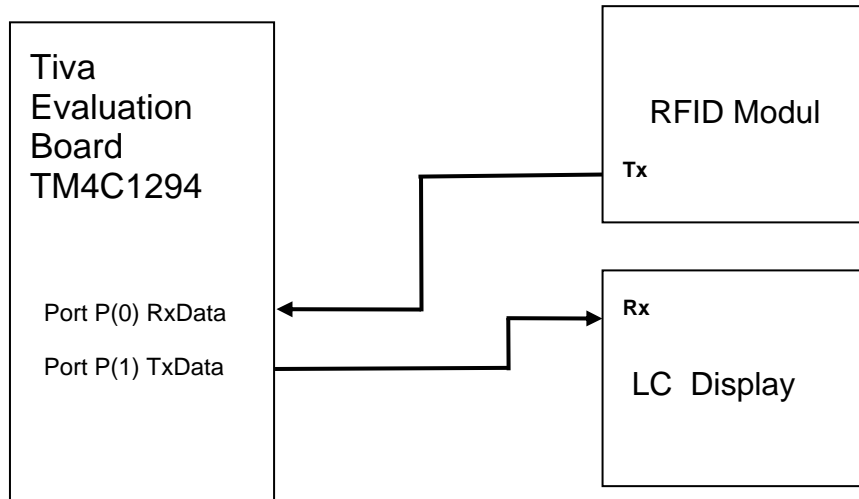 Tiva
Evaluation
Board
TM4C1294
Port P(0) RxData
Port P(1) TxData
RFID Modul
Tx
Rx
LC Display